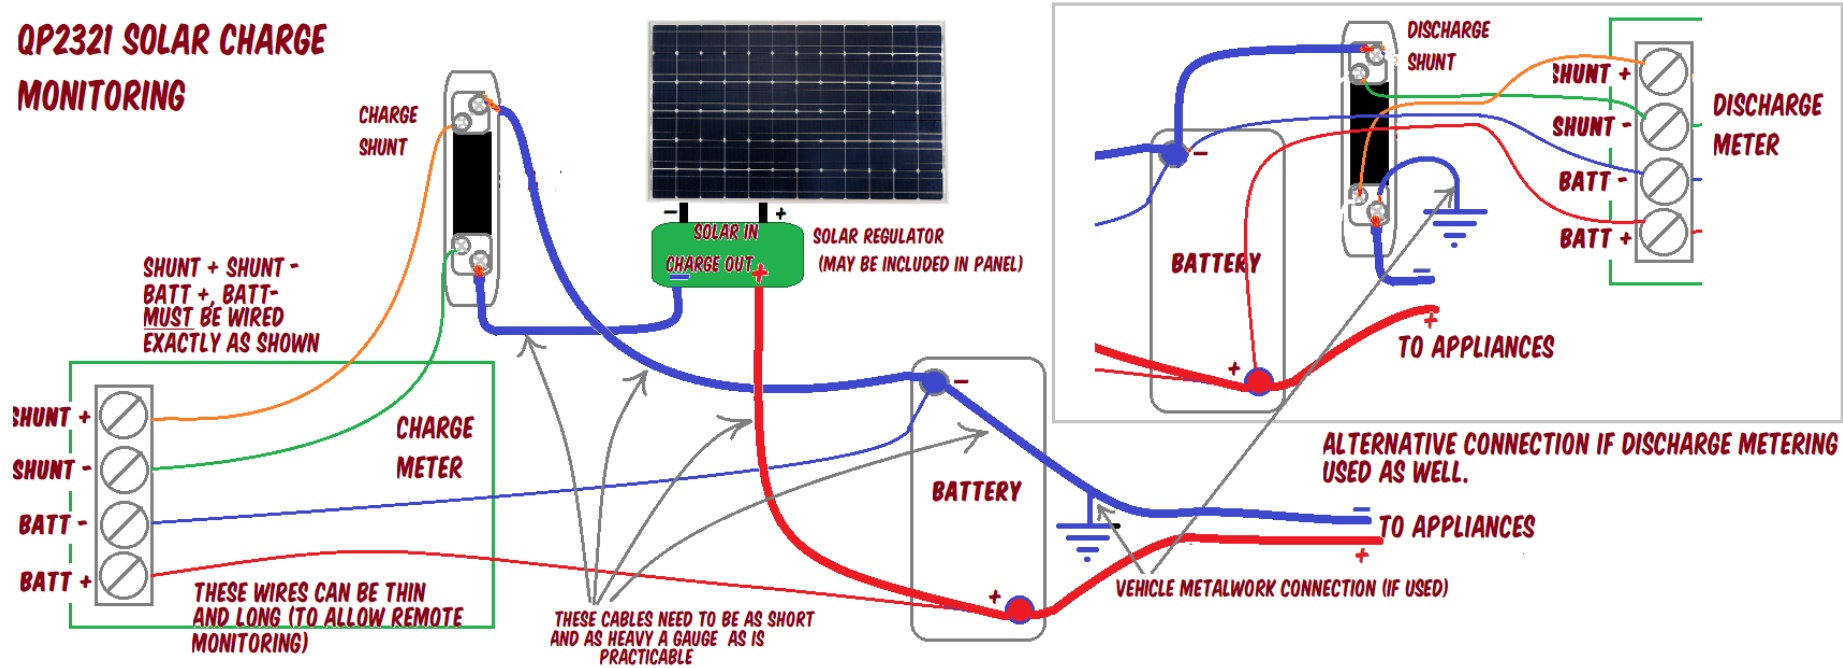 QP2321 SOLAR CHARGE
MONITORING
CHARGE
SHUNT
SHUNT + SHUNT -
BATT +, BATT-
MUST BE WIRED
EXACTLY AS SHOWN
SHUNT +
SHUNT -
BATT -
BATT +
CHARGE
METER
THESE WIRES CAN BE THIN
AND LONG (TO ALLOW REMOTE
MONITORING)
- +
SOLAR IN
CHARGE OUT
- +
SOLAR REGULATOR
(MAY BE INCLUDED IN PANEL)
THESE CABLES NEED TO BE AS SHORT
AND AS HEAVY A GAUGE AS IS
PRACTICABLE
-
BATTERY
+
-
TO APPLIANCES
+
VEHICLE METALWORK CONNECTION (IF USED)
DISCHARGE
SHUNT
SHUNT +
SHUNT -
BATT -
BATT +
DISCHARGE
METER
-
BATTERY
+
-
+
TO APPLIANCES
ALTERNATIVE CONNECTION IF DISCHARGE METERING
USED AS WELL.